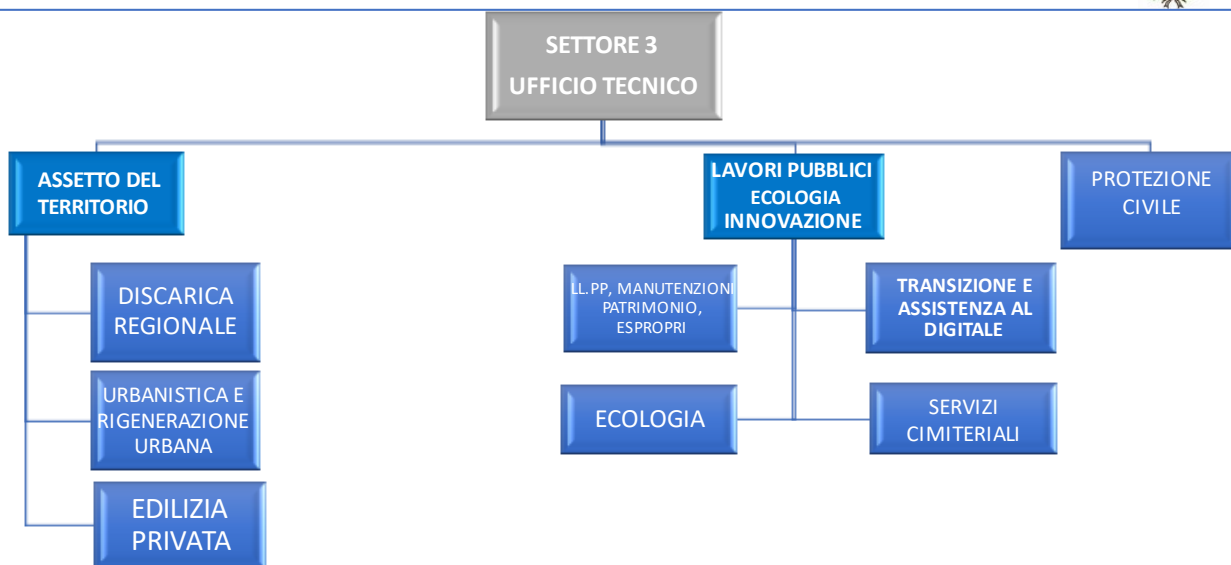 SETTORE 3
UFFICIO TECNICO
ASSETTO DEL
TERRITORIO
LAVORI PUBBLICI
ECOLOGIA
INNOVAZIONE
PROTEZIONE
CIVILE
DISCARICA
REGIONALE
URBANISTICA E
RIGENERAZIONE
URBANA
EDILIZIA
PRIVATA
LL.PP, MANUTENZIONI
PATRIMONIO,
ESPROPRI
TRANSIZIONE E
ASSISTENZA AL
DIGITALE
ECOLOGIA
SERVIZI
CIMITERIALI